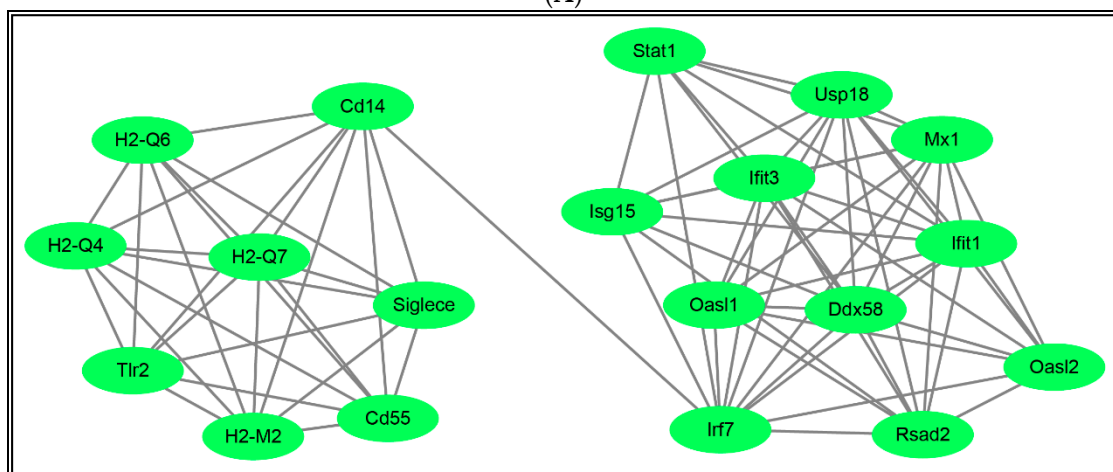 (A)
Stat1
Usp18
Cd14
Mx1
H2-Q6
Ifit3
Isg15
H2-Q4
H2-Q7
Ifit1
Siglece
Oasl1
Ddx58
Tlr2
Oasl2
Cd55
H2-M2
Irf7
Rsad2